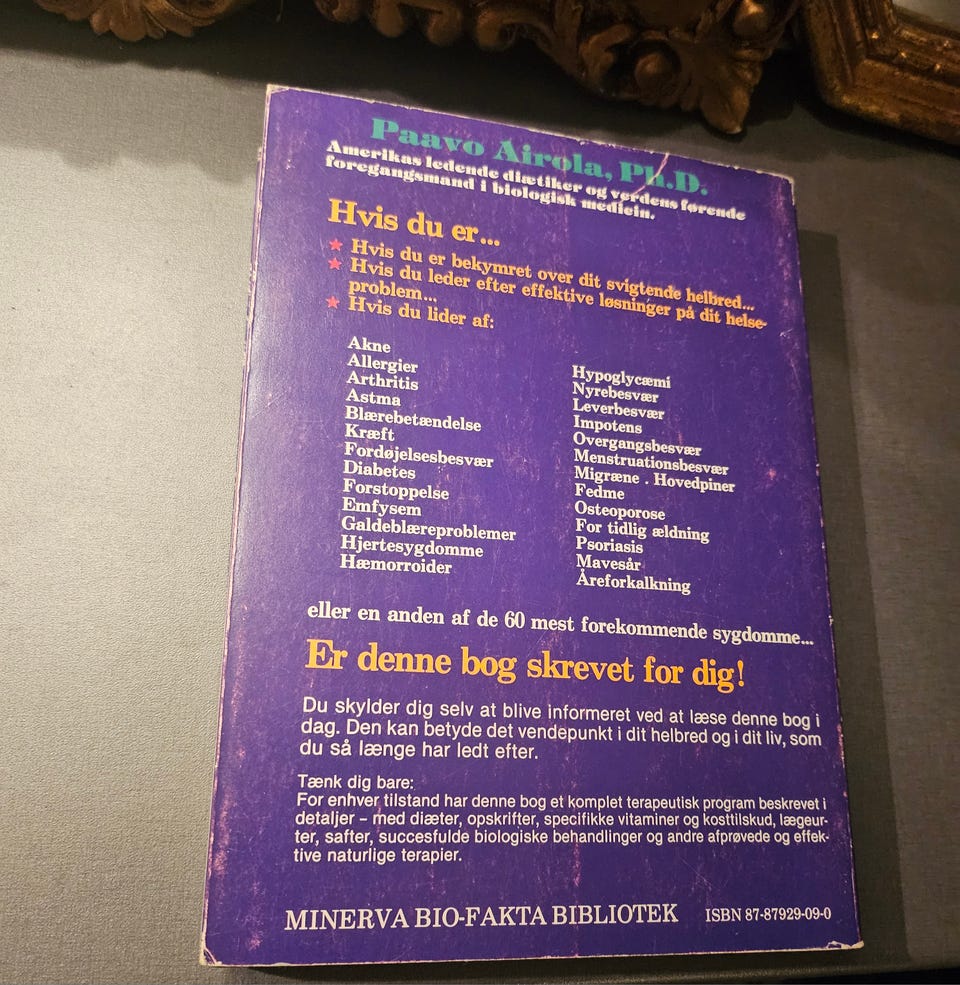 Paavo Airola, Ph.D.
Amerikas ledende diætiker og verdens førende
foregangsmand i biologisk medicin.
Hvis du er...
★ Hvis du er bekymret over dit svigtende helbred...
★ Hvis du leder efter effektive løsninger på dit helse-
problem...
★ Hvis du lider af:
Akne
Allergier
Arthritis
Astma
Blærebetændelse
Kræft
Fordøjelsesbesvær
Diabetes
Forstoppelse
Emfysem
Galdeblæreproblemer
Hjertesygdomme
Hæmorroider
Hypoglycæmi
Nyrebesvær
Leverbesvær
Impotens
Overgangsbesvær
Menstruationsbesvær
Migræne . Hovedpiner
Fedme
Osteoporose
For tidlig ældning
Psoriasis
Mavesår
Åreforkalkning
eller en anden af de 60 mest forekommende sygdomme...
Er denne bog skrevet for dig!
Du skylder dig selv at blive informeret ved at læse denne bog i
dag. Den kan betyde det vendepunkt i dit helbred og i dit liv, som
du så længe har ledt efter.
Tænk dig bare:
For enhver tilstand har denne bog et komplet terapeutisk program beskrevet i
detaljer – med diæter, opskrifter, specifikke vitaminer og kosttilskud, lægeur-
ter, safter, succesfulde biologiske behandlinger og andre afprøvede og effek-
tive naturlige terapier.
MINERVA BIO-FAKTA BIBLIOTEK ISBN 87-87929-09-0